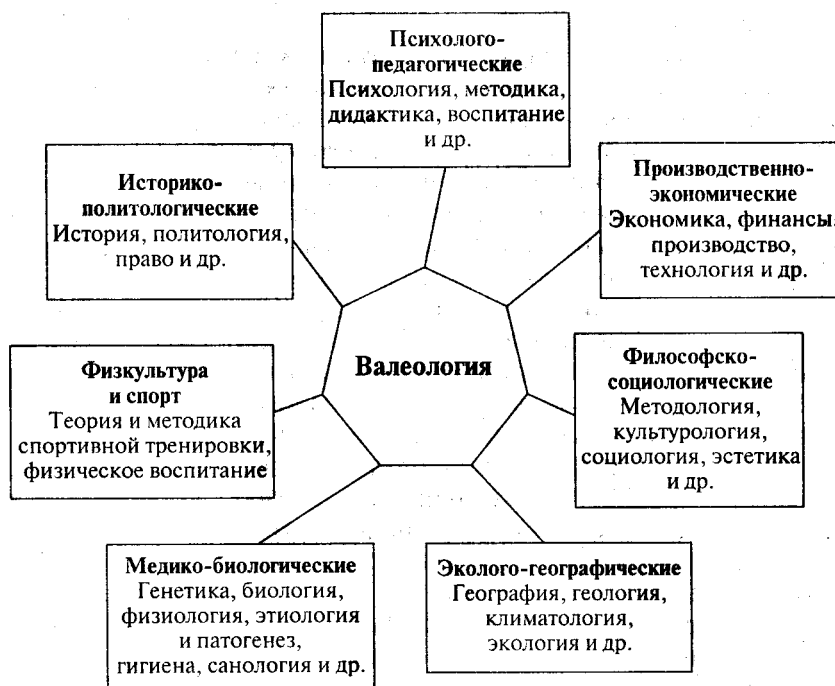 Психолого-
педагогические
Психология, методика,
дидактика, воспитание
и др.
Историко-
политологические
История, политология,
право и др.
Производственно-
экономические
Экономика, финансы,
производство,
технология и др.
Валеология
Физкультура
и спорт
Теория и методика
спортивной тренировки,
физическое воспитание
Философско-
социологические
Методология,
культурология,
социология, эстетика
и др.
Медико-биологические
Генетика, биология,
физиология, этиология
и патогенез,
гигиена, санология и др.
Эколого-географические
География, геология,
климатология,
экология и др.